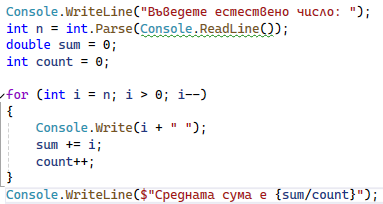 Console.WriteLine("Въведете естествено число: ");
int n = int.Parse(Console.ReadLine());
double sum = 0;
int count = 0;
for (int i = n; i > 0; i--)
{
Console.Write(i + " ");
sum += i;
count++;
}
Console.WriteLine($"Средната сума е {sum/count}");